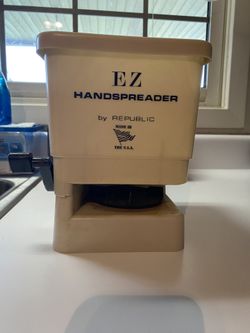 EZ
HANDSPREADER
by REPUBLIC
MADE IN
THE U.S.A.